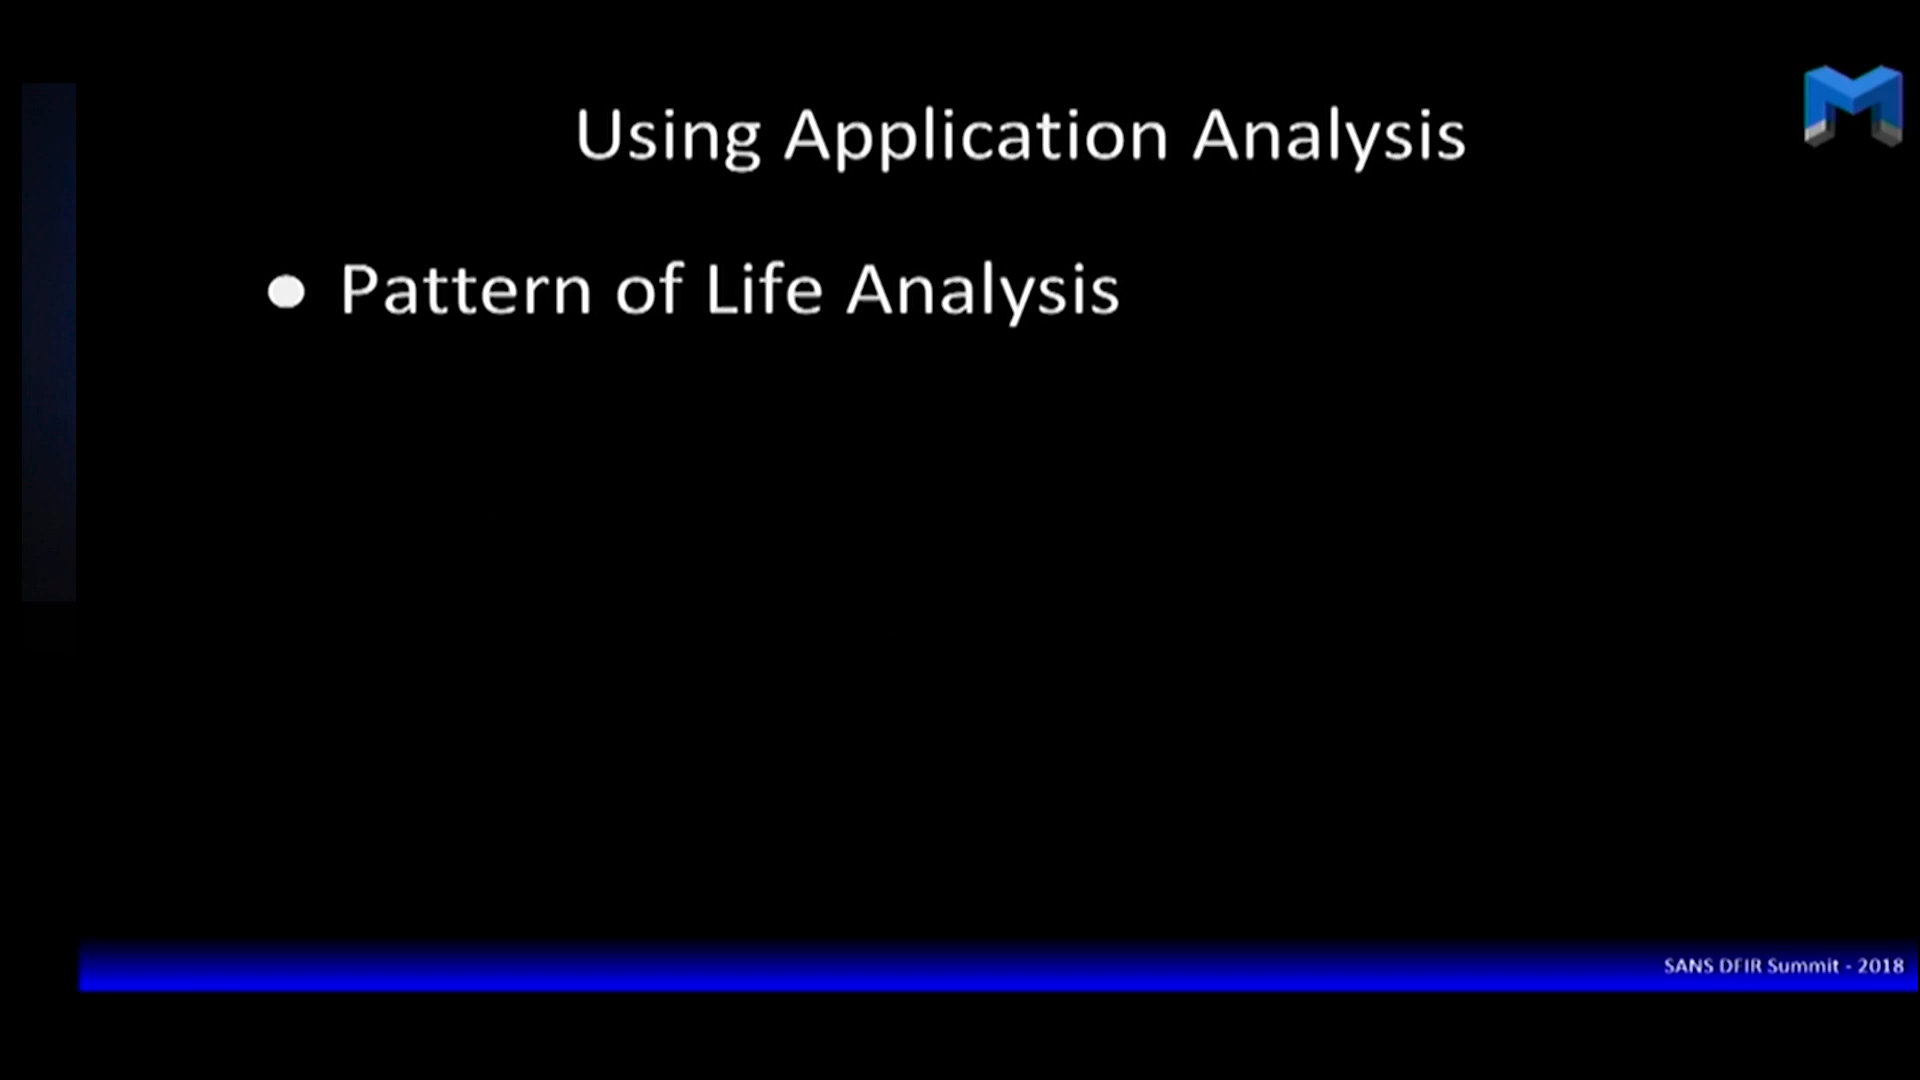 Using Application Analysis
● Pattern of Life Analysis
SANS DFIR Summit - 2018